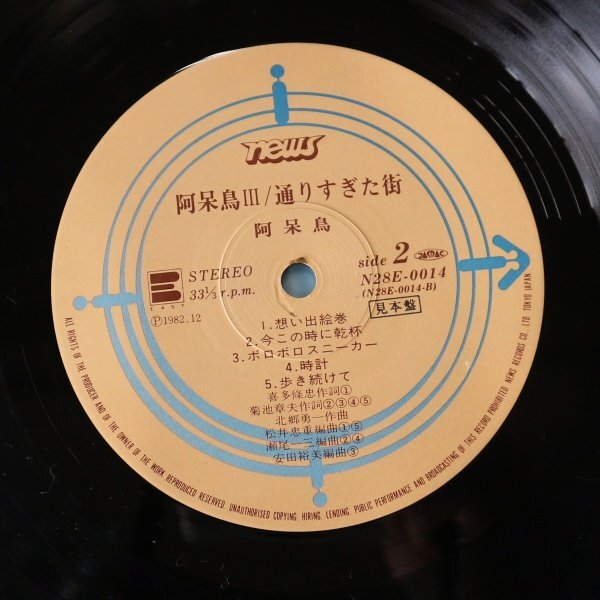 news
阿呆鳥III/通りすぎた街
阿呆鳥
side 2 JASRAC
N28E-0014
(N28E-0014-B)
見本盤
E
EAST
STEREO
33⅓ r.p.m.
Ⓟ1982.12
1.想い出絵巻
2.今この時に乾杯
3.ボロボロスニーカー
4.時計
5.歩き続けて
喜多條忠作詞①
菊池章夫作詞②③④⑤
北郷勇一作曲
松井忠重編曲①⑤
瀬尾一三編曲②④
安田裕美編曲③
ALL RIGHTS OF THE PRODUCER AND OF THE OWNER OF THE WORK REPRODUCED RESERVED. UNAUTHORISED COPYING, HIRING, LENDING, PUBLIC PERFORMANCE AND BROADCASTING OF THIS RECORD PROHIBITED. NEWS RECORDS CO., LTD. TOKYO JAPAN